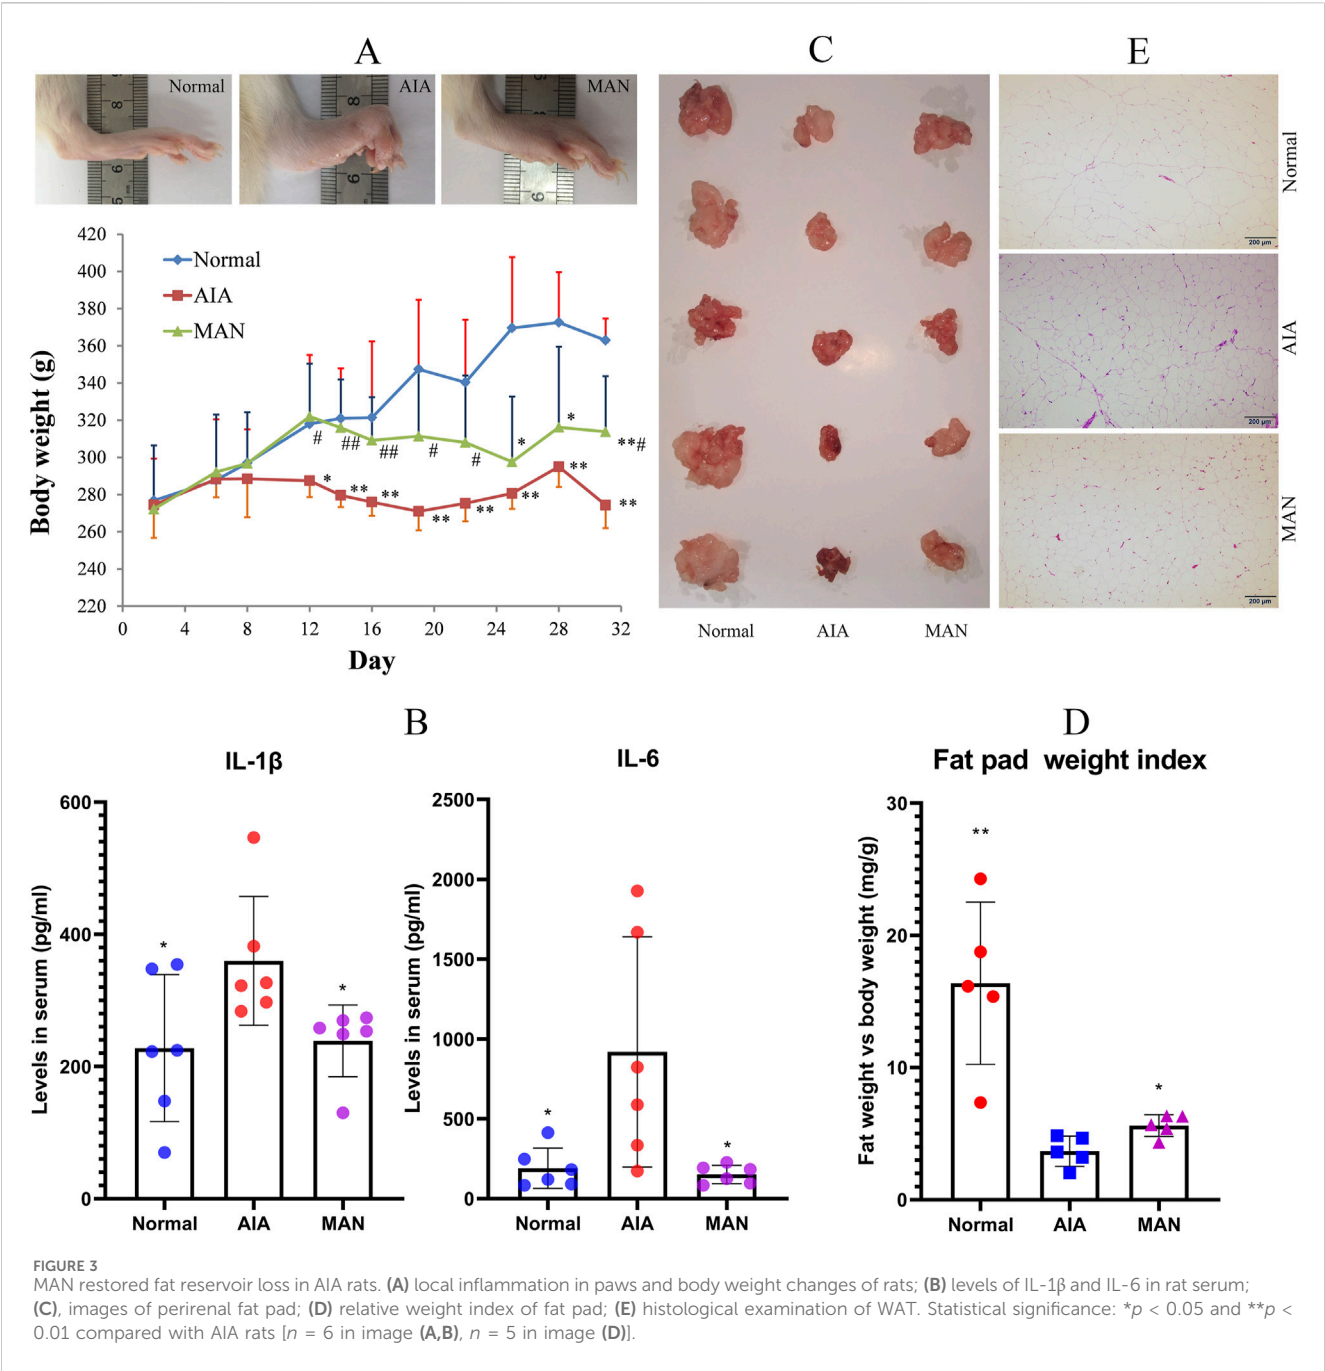 A
C
E
Normal
AIA
MAN
Normal
AIA
MAN
200 µm
200 µm
200 µm
420
400
380
360
340
320
300
280
260
240
220
Body weight (g)
Normal
AIA
MAN
#
##
##
#
#
*
*
**#
*
**
**
**
**
**
**
**
0 4 8 12 16 20 24 28 32
Day
Normal AIA MAN
B
D
IL-1β
600
400
200
0
Levels in serum (pg/ml)
*
*
Normal AIA MAN
IL-6
2500
2000
1500
1000
500
0
Levels in serum (pg/ml)
*
*
Normal AIA MAN
Fat pad weight index
30
20
10
0
Fat weight vs body weight (mg/g)
**
*
Normal AIA MAN
FIGURE 3
MAN restored fat reservoir loss in AIA rats. (A) local inflammation in paws and body weight changes of rats; (B) levels of IL-1β and IL-6 in rat serum;
(C), images of perirenal fat pad; (D) relative weight index of fat pad; (E) histological examination of WAT. Statistical significance: *p < 0.05 and **p <
0.01 compared with AIA rats [n = 6 in image (A,B), n = 5 in image (D)].